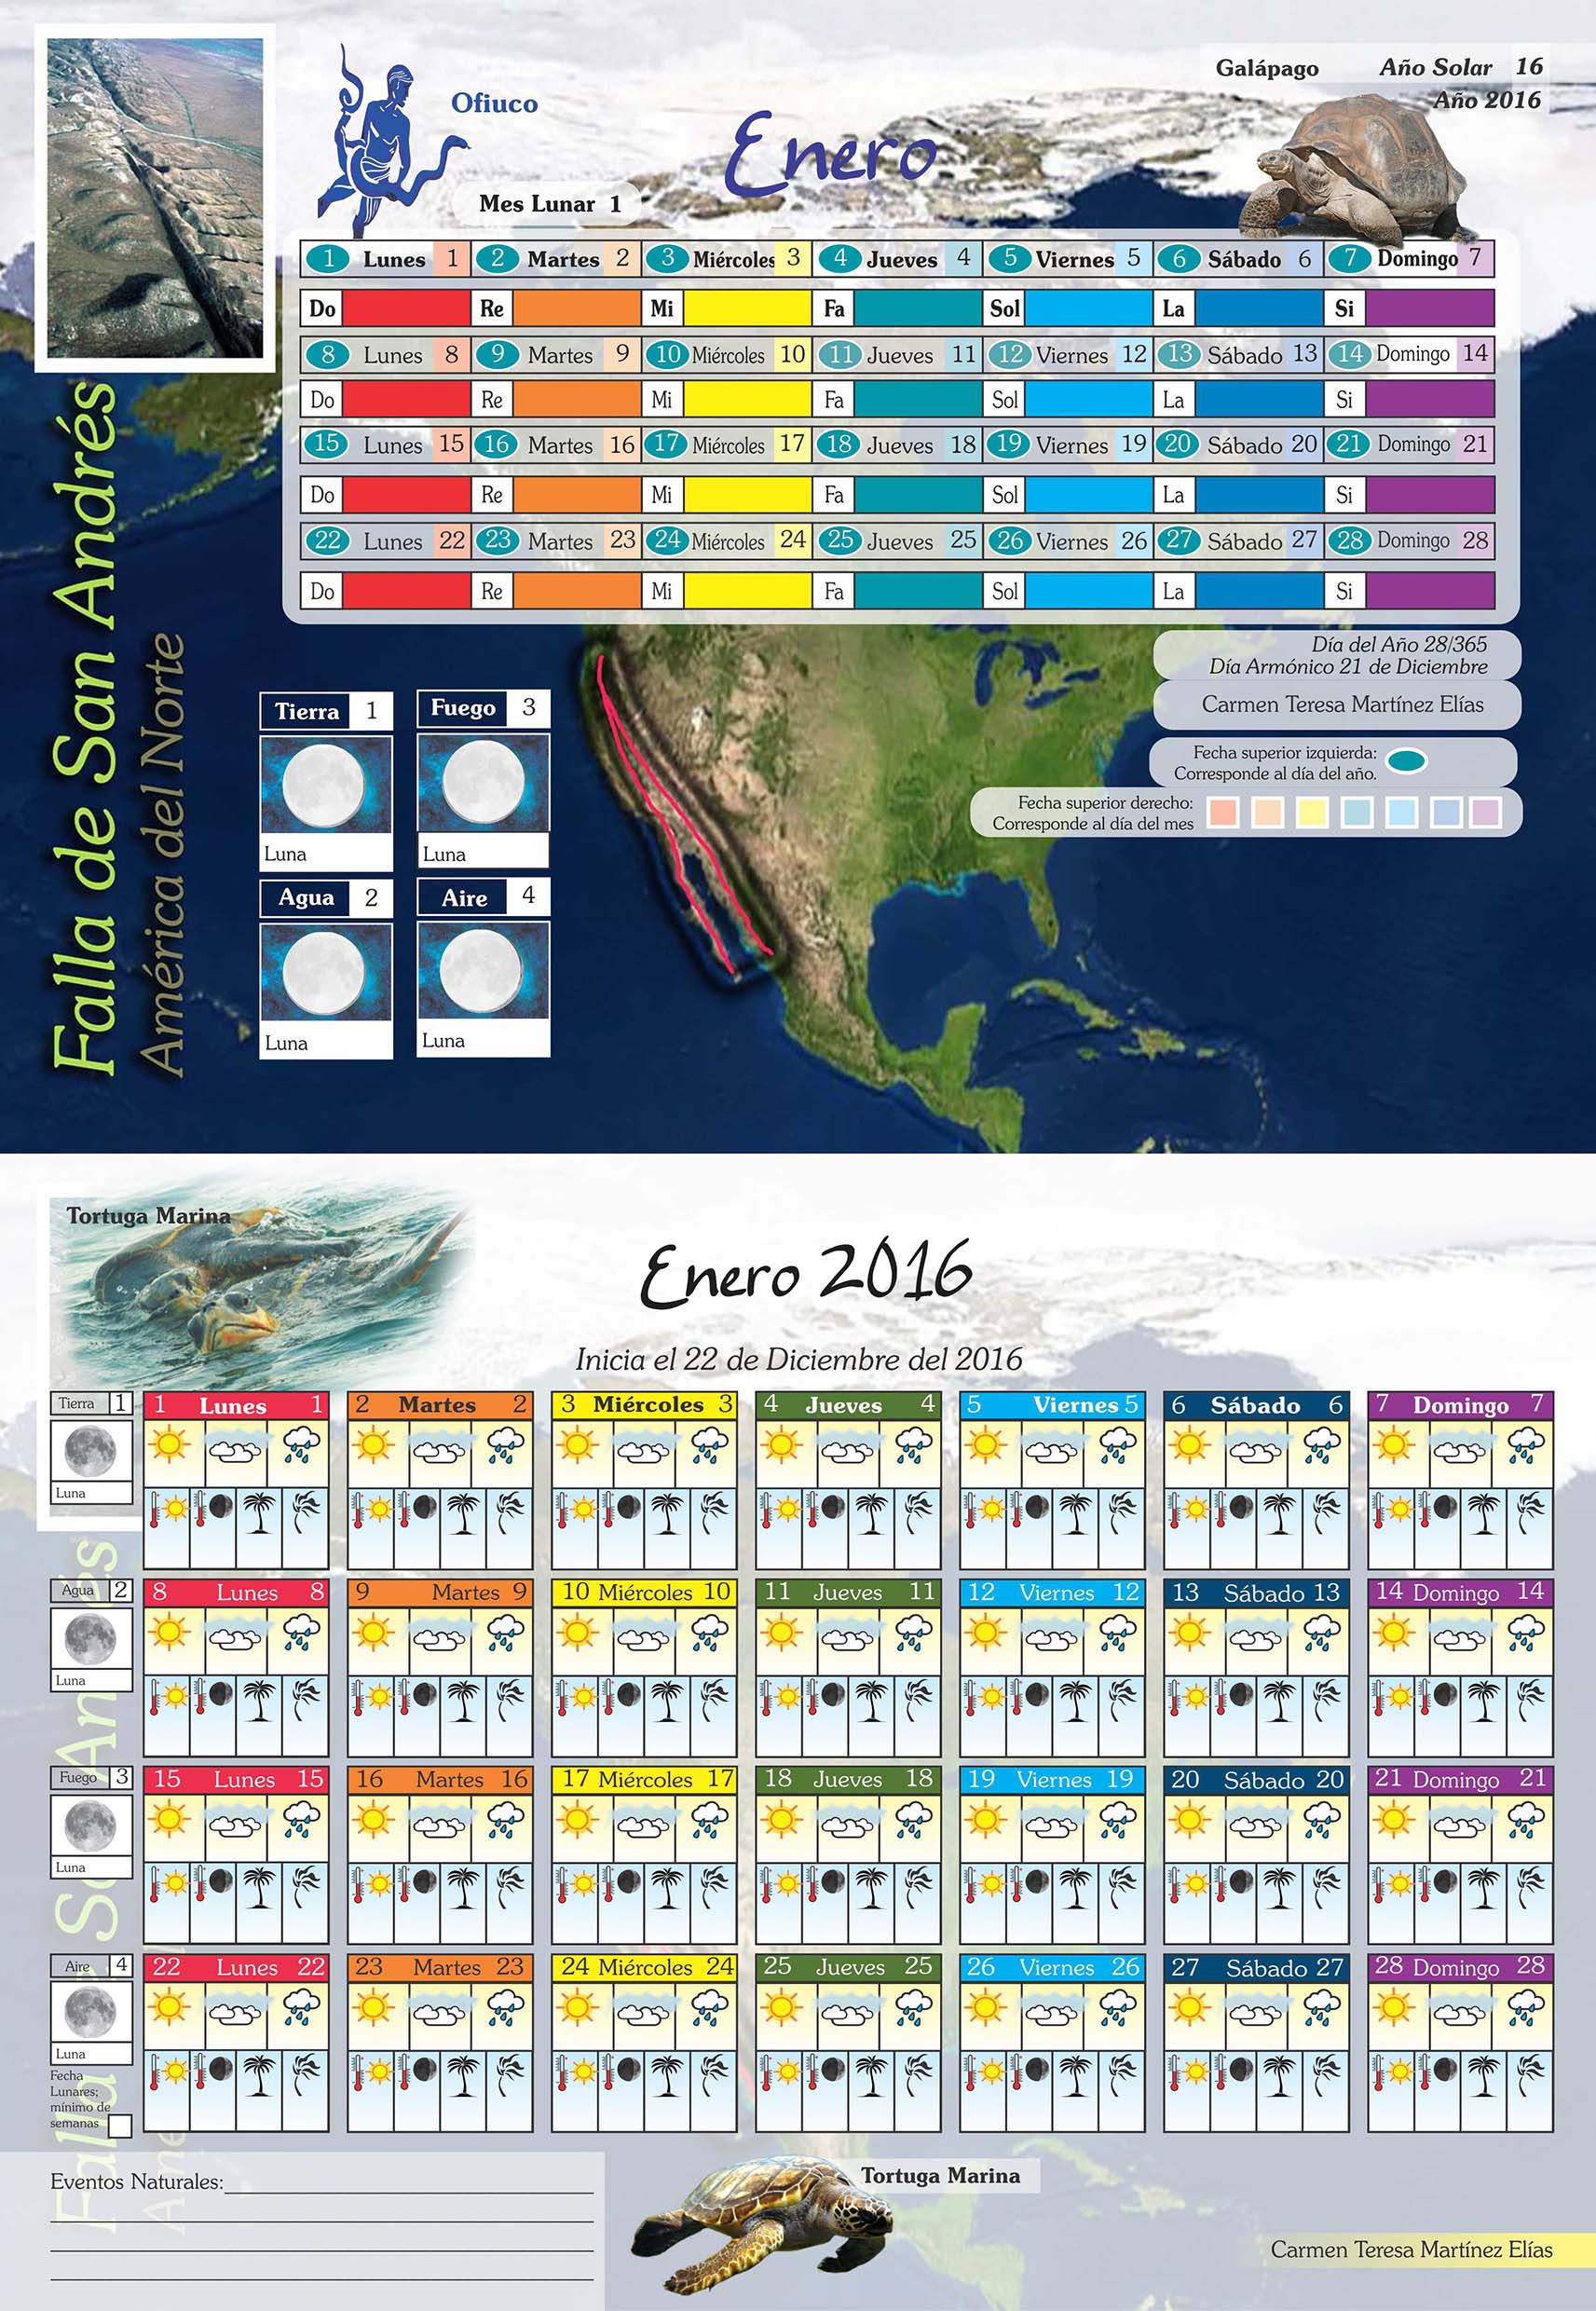 Galápago Año Solar 16
Año 2016
Ofiuco
Enero
Mes Lunar 1
1 Lunes 1 2 Martes 2 3 Miércoles 3 4 Jueves 4 5 Viernes 5 6 Sábado 6 7 Domingo 7
Do Re Mi Fa Sol La Si
8 Lunes 8 9 Martes 9 10 Miércoles 10 11 Jueves 11 12 Viernes 12 13 Sábado 13 14 Domingo 14
Do Re Mi Fa Sol La Si
15 Lunes 15 16 Martes 16 17 Miércoles 17 18 Jueves 18 19 Viernes 19 20 Sábado 20 21 Domingo 21
Do Re Mi Fa Sol La Si
22 Lunes 22 23 Martes 23 24 Miércoles 24 25 Jueves 25 26 Viernes 26 27 Sábado 27 28 Domingo 28
Do Re Mi Fa Sol La Si
Falla de San Andrés
América del Norte
Tierra 1
Luna
Fuego 3
Luna
Agua 2
Luna
Aire 4
Luna
Día del Año 28/365
Día Armónico 21 de Diciembre
Carmen Teresa Martínez Elías
Fecha superior izquierda:
Corresponde al día del año.
Fecha superior derecho:
Corresponde al día del mes
Tortuga Marina
Enero 2016
Inicia el 22 de Diciembre del 2016
Tierra 1
Luna
1 Lunes 1 2 Martes 2 3 Miércoles 3 4 Jueves 4 5 Viernes 5 6 Sábado 6 7 Domingo 7
Agua 2
Luna
8 Lunes 8 9 Martes 9 10 Miércoles 10 11 Jueves 11 12 Viernes 12 13 Sábado 13 14 Domingo 14
Fuego 3
Luna
15 Lunes 15 16 Martes 16 17 Miércoles 17 18 Jueves 18 19 Viernes 19 20 Sábado 20 21 Domingo 21
Aire 4
Luna
22 Lunes 22 23 Martes 23 24 Miércoles 24 25 Jueves 25 26 Viernes 26 27 Sábado 27 28 Domingo 28
Fecha
Lunares;
mínimo de
semanas
Eventos Naturales:
Tortuga Marina
Carmen Teresa Martínez Elías